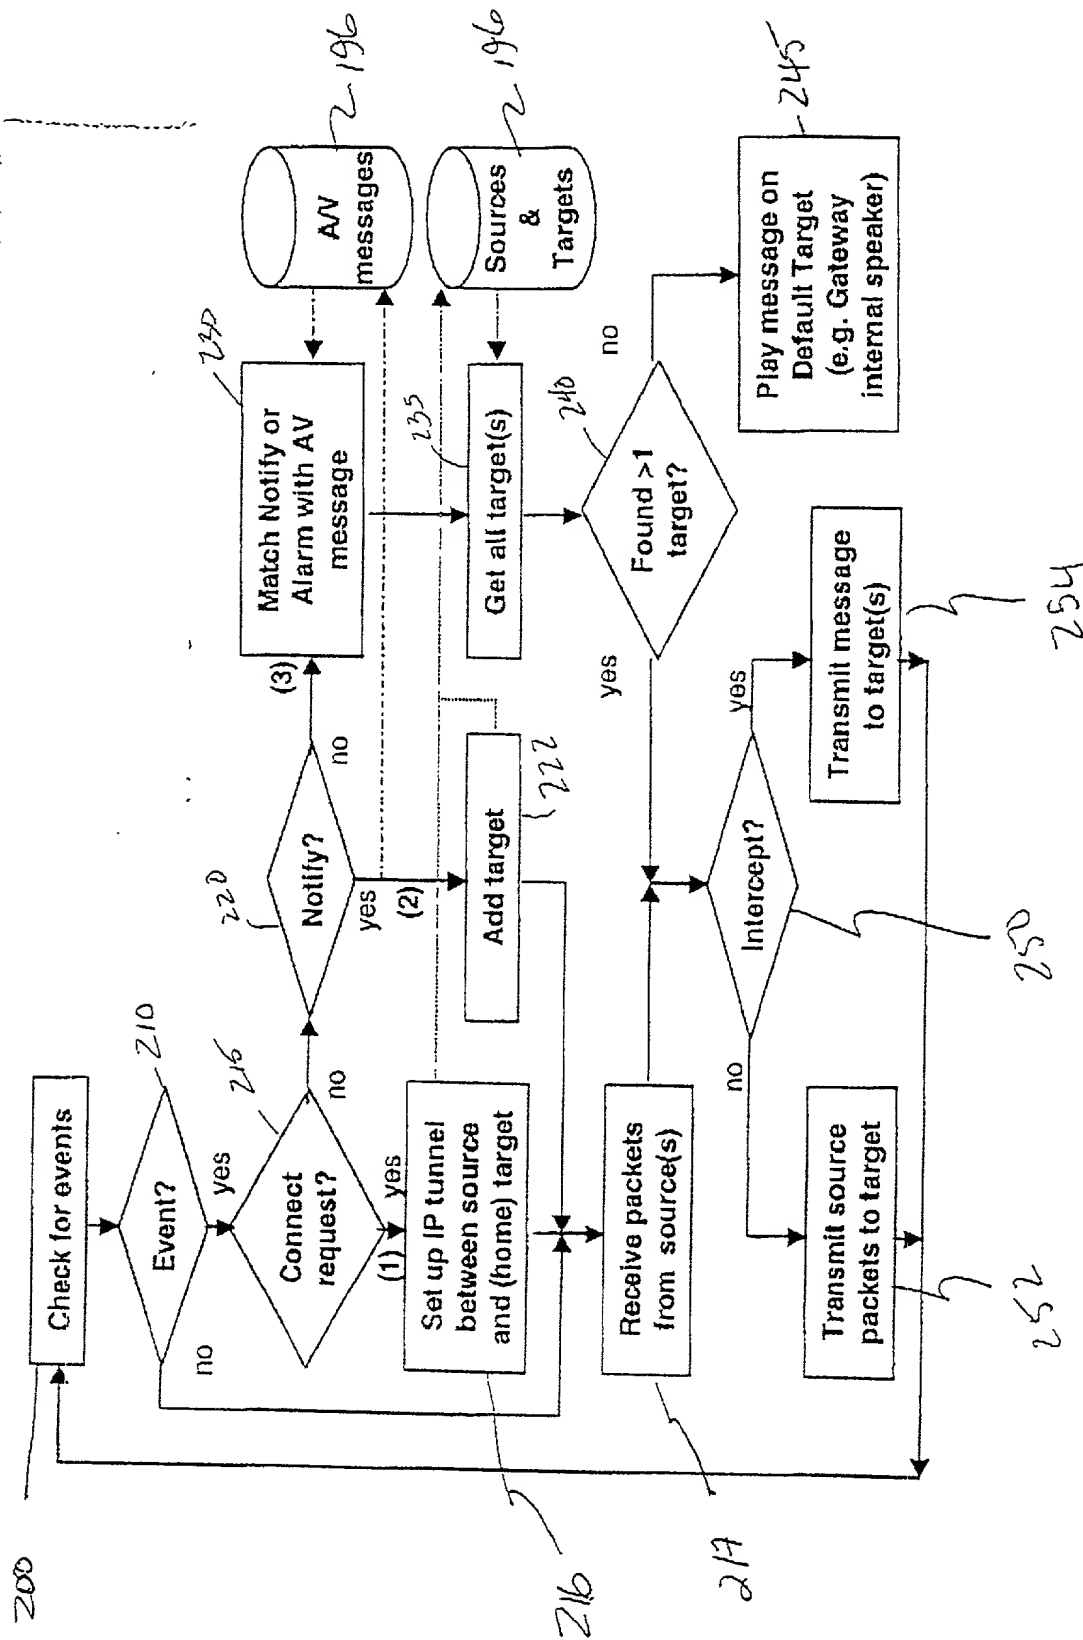 200
Check for events
Event?
210
yes
no
Connect
request?
215
no
yes
(1)
Set up IP tunnel
between source
and (home) target
216
Notify?
220
no
(3)
yes
(2)
Add target
222
Match Notify or
Alarm with AV
message
230
A/V
messages
196
Get all target(s)
235
Sources
&
Targets
196
Found >1
target?
240
yes
no
Play message on
Default Target
(e.g. Gateway
internal speaker)
245
Receive packets
from source(s)
217
Intercept?
250
no
yes
Transmit source
packets to target
252
Transmit message
to target(s)
254